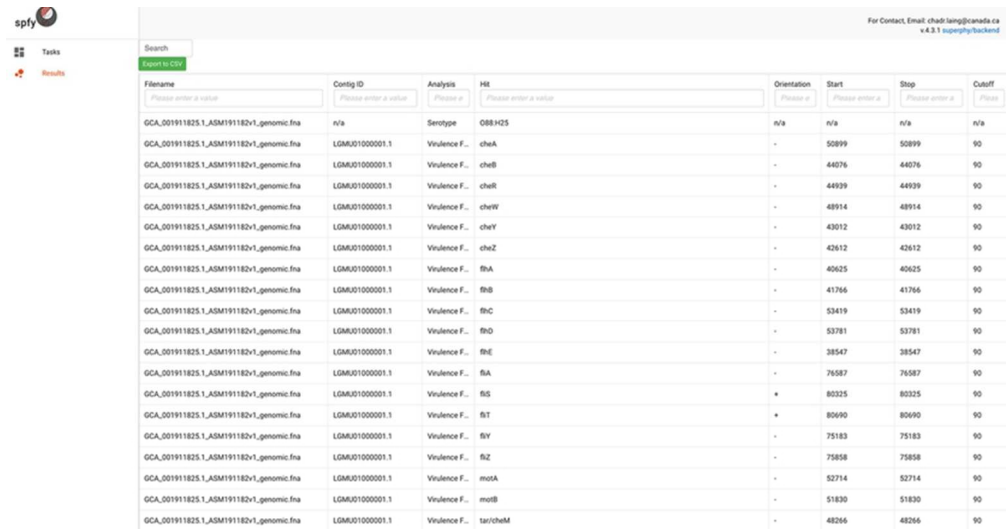 spfy
For Contact, Email: chadr.laing@canada.ca
v.4.3.1 superphy/backend
Tasks
Results
Search
Export to CSV
Filename Contig ID Analysis Hit Orientation Start Stop Cutoff
Please enter a value Please enter a value Please e Please enter a value Please e Please enter a Please enter a Pleas
GCA_001911825.1_ASM191182v1_genomic.fna n/a Serotype O88:H25 n/a n/a n/a n/a
GCA_001911825.1_ASM191182v1_genomic.fna LGMU01000001.1 Virulence F... cheA - 50899 50899 90
GCA_001911825.1_ASM191182v1_genomic.fna LGMU01000001.1 Virulence F... cheB - 44076 44076 90
GCA_001911825.1_ASM191182v1_genomic.fna LGMU01000001.1 Virulence F... cheR - 44939 44939 90
GCA_001911825.1_ASM191182v1_genomic.fna LGMU01000001.1 Virulence F... cheW - 48914 48914 90
GCA_001911825.1_ASM191182v1_genomic.fna LGMU01000001.1 Virulence F... cheY - 43012 43012 90
GCA_001911825.1_ASM191182v1_genomic.fna LGMU01000001.1 Virulence F... cheZ - 42612 42612 90
GCA_001911825.1_ASM191182v1_genomic.fna LGMU01000001.1 Virulence F... flhA - 40625 40625 90
GCA_001911825.1_ASM191182v1_genomic.fna LGMU01000001.1 Virulence F... flhB - 41766 41766 90
GCA_001911825.1_ASM191182v1_genomic.fna LGMU01000001.1 Virulence F... flhC - 53419 53419 90
GCA_001911825.1_ASM191182v1_genomic.fna LGMU01000001.1 Virulence F... flhD - 53781 53781 90
GCA_001911825.1_ASM191182v1_genomic.fna LGMU01000001.1 Virulence F... flhE - 38547 38547 90
GCA_001911825.1_ASM191182v1_genomic.fna LGMU01000001.1 Virulence F... fliA - 76587 76587 90
GCA_001911825.1_ASM191182v1_genomic.fna LGMU01000001.1 Virulence F... fliS + 80325 80325 90
GCA_001911825.1_ASM191182v1_genomic.fna LGMU01000001.1 Virulence F... fliT + 80690 80690 90
GCA_001911825.1_ASM191182v1_genomic.fna LGMU01000001.1 Virulence F... fliY - 75183 75183 90
GCA_001911825.1_ASM191182v1_genomic.fna LGMU01000001.1 Virulence F... fliZ - 75858 75858 90
GCA_001911825.1_ASM191182v1_genomic.fna LGMU01000001.1 Virulence F... motA - 52714 52714 90
GCA_001911825.1_ASM191182v1_genomic.fna LGMU01000001.1 Virulence F... motB - 51830 51830 90
GCA_001911825.1_ASM191182v1_genomic.fna LGMU01000001.1 Virulence F... tar/cheM - 48266 48266 90